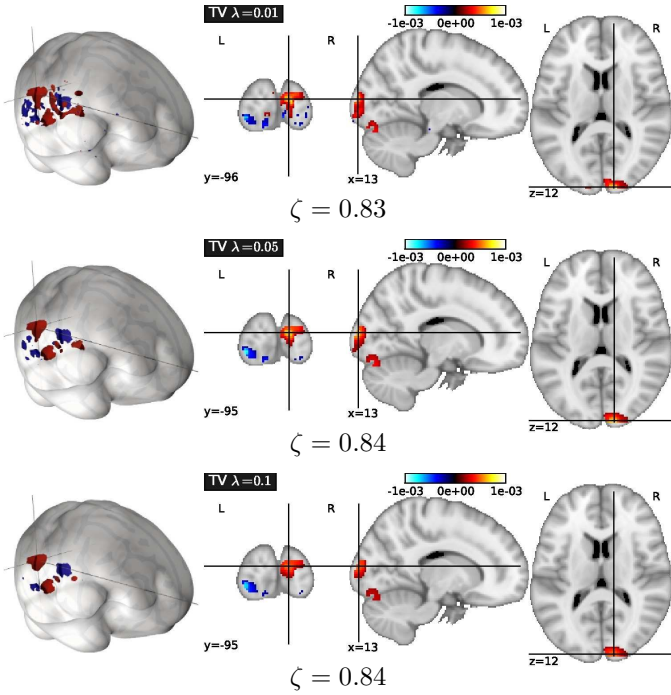 TV λ=0.01
-1e-03 0e+00 1e-03
L R L R
y=-96 x=13 z=12
ζ = 0.83
TV λ=0.05
-1e-03 0e+00 1e-03
L R L R
y=-95 x=13 z=12
ζ = 0.84
TV λ=0.1
-1e-03 0e+00 1e-03
L R L R
y=-95 x=13 z=12
ζ = 0.84